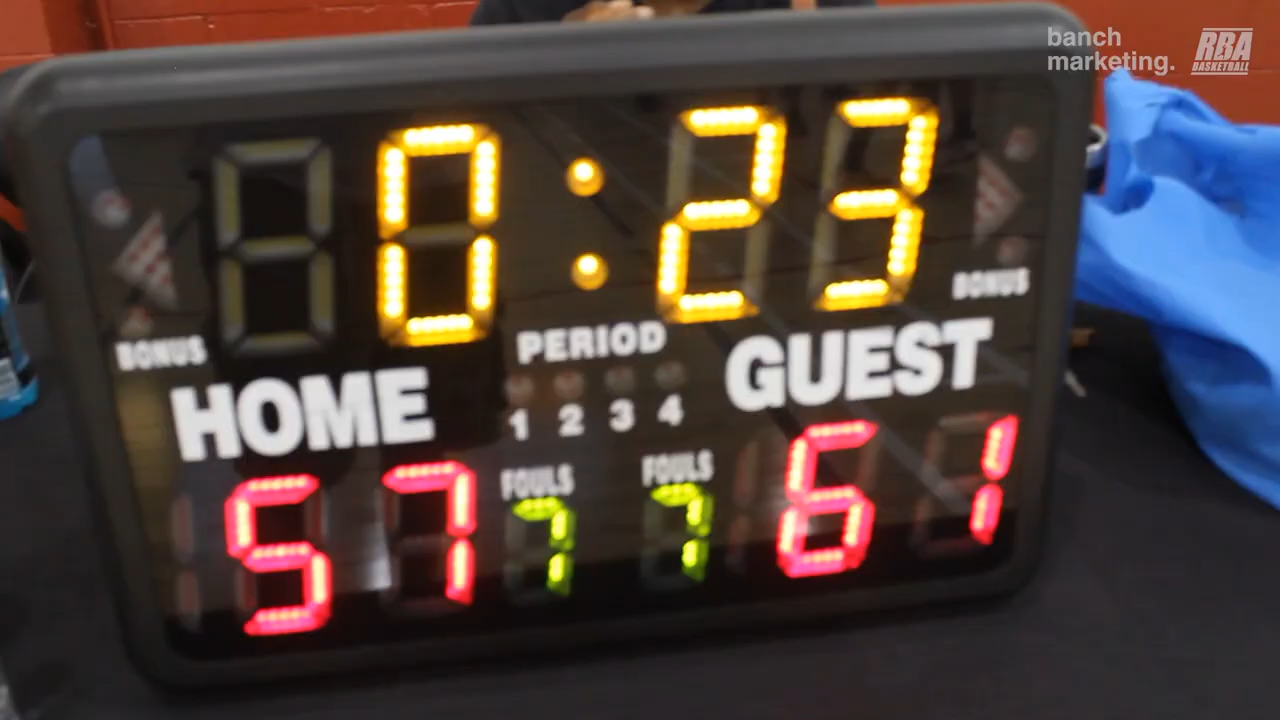 banch
marketing.
RBA
BASKETBALL
0:23
BONUS
BONUS
PERIOD
HOME
GUEST
1 2 3 4
FOULS
FOULS
57
7
7
61